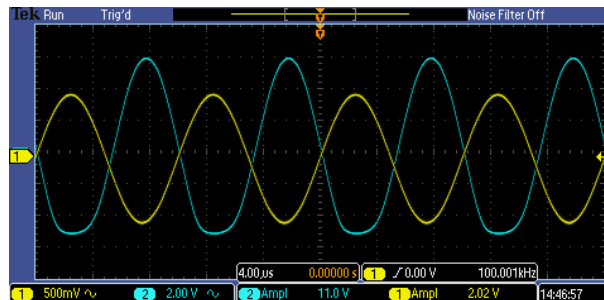 Tek Run Trig'd Noise Filter Off
T
T
1
4.00µs 0.00000 s 1 0.00 V 100.001kHz
1 500mV 2 2.00 V 2 Ampl 11.0 V 1 Ampl 2.02 V 14:46:57